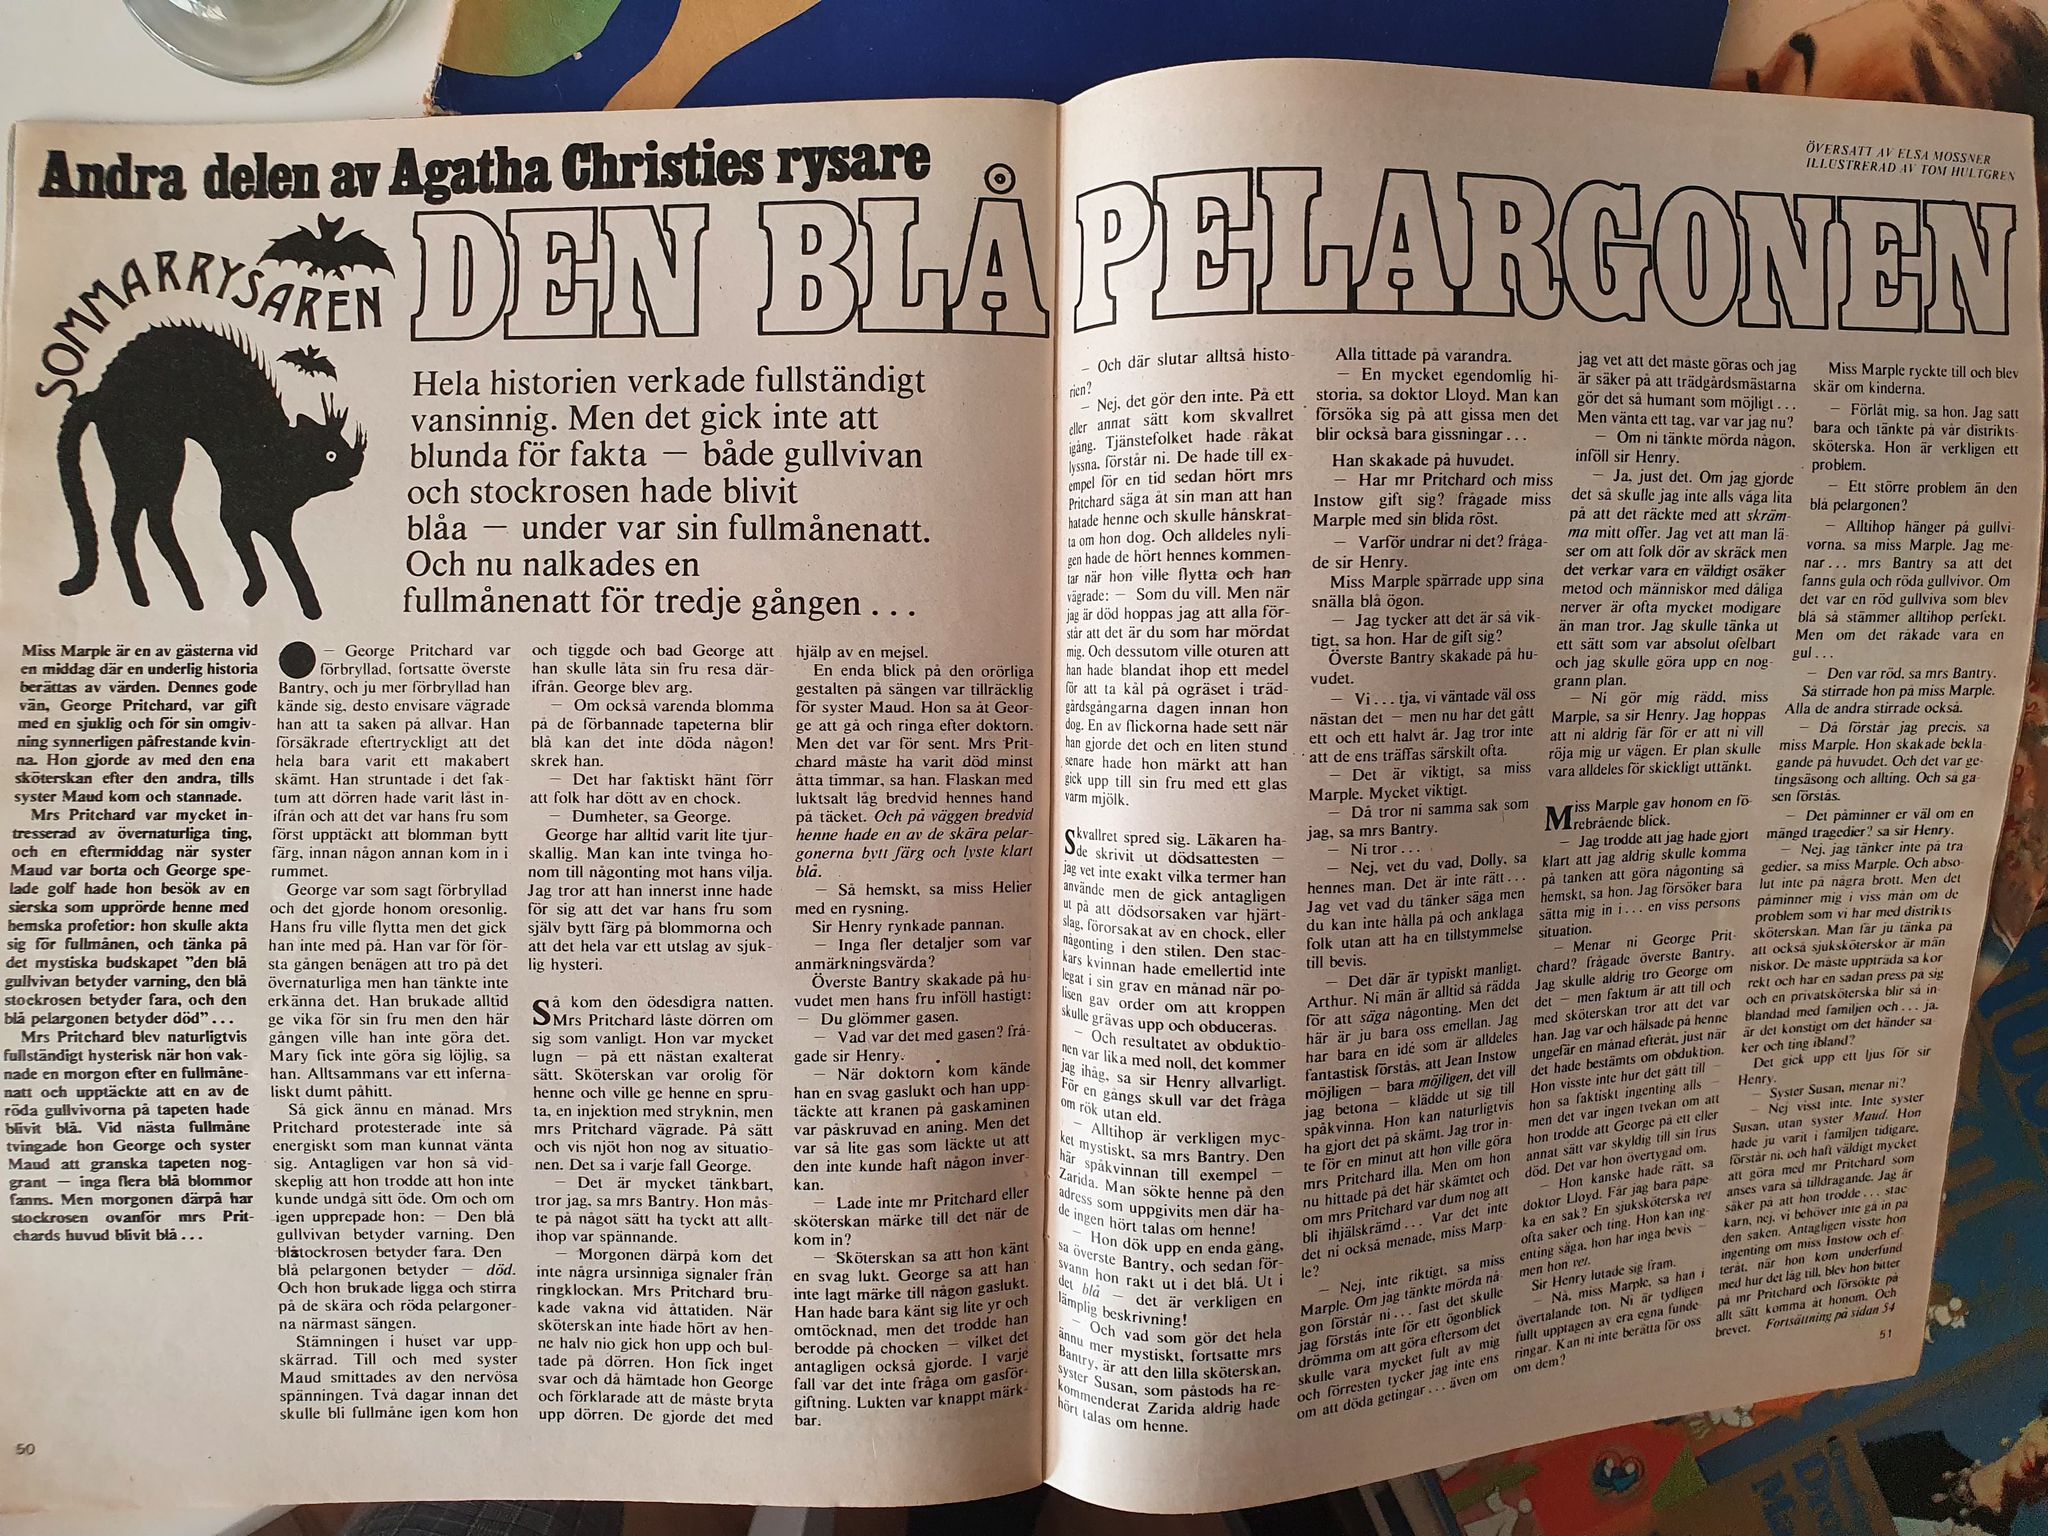 Andra delen av Agatha Christies rysare
SOMMARRYSAREN
DEN BLÅ PELARGONEN
ÖVERSATT AV ELSA MOSSNER
ILLUSTRERAD AV TOM HULTGREN
Hela historien verkade fullständigt
vansinnig. Men det gick inte att
blunda för fakta — både gullvivan
och stockrosen hade blivit
blåa — under var sin fullmånenatt.
Och nu nalkades en
fullmånenatt för tredje gången . . .
Miss Marple är en av gästerna vid
en middag där en underlig historia
berättas av värden. Dennes gode
vän, George Pritchard, var gift
med en sjuklig och för sin omgiv-
ning synnerligen påfrestande kvin-
na. Hon gjorde av med den ena
sköterskan efter den andra, tills
syster Maud kom och stannade.
Mrs Pritchard var mycket in-
tresserad av övernaturliga ting,
och en eftermiddag när syster
Maud var borta och George spe-
lade golf hade hon besök av en
sierska som upprörde henne med
hemska profetior: hon skulle akta
sig för fullmånen, och tänka på
det mystiska budskapet "den blå
gullvivan betyder varning, den blå
stockrosen betyder fara, och den
blå pelargonen betyder död" . . .
Mrs Pritchard blev naturligtvis
fullständigt hysterisk när hon vak-
nade en morgon efter en fullmåne-
natt och upptäckte att en av de
röda gullvivorna på tapeten hade
blivit blå. Vid nästa fullmåne
tvingade hon George och syster
Maud att granska tapeten nog-
grant — inga flera blå blommor
fanns. Men morgonen därpå har
stockrosen ovanför mrs Prit-
chards huvud blivit blå . . .
— George Pritchard var
förbryllad, fortsatte överste
Bantry, och ju mer förbryllad han
kände sig, desto envisare vägrade
han att ta saken på allvar. Han
försäkrade eftertryckligt att det
hela bara varit ett makabert
skämt. Han struntade i det fak-
tum att dörren hade varit låst in-
ifrån och att det var hans fru som
först upptäckt att blomman bytt
färg, innan någon annan kom in i
rummet.
George var som sagt förbryllad
och det gjorde honom oresonlig.
Hans fru ville flytta men det gick
han inte med på. Han var för för-
sta gången benägen att tro på det
övernaturliga men han tänkte inte
erkänna det. Han brukade alltid
ge vika för sin fru men den här
gången ville han inte göra det.
Mary fick inte göra sig löjlig, sa
han. Alltsammans var ett inferna-
liskt dumt påhitt.
Så gick ännu en månad. Mrs
Pritchard protesterade inte så
energiskt som man kunnat vänta
sig. Antagligen var hon så vid-
skeplig att hon trodde att hon inte
kunde undgå sitt öde. Om och om
igen upprepade hon: — Den blå
gullvivan betyder varning. Den
blåstockrosen betyder fara. Den
blå pelargonen betyder — död.
Och hon brukade ligga och stirra
på de skära och röda pelargoner-
na närmast sängen.
Stämningen i huset var upp-
skärrad. Till och med syster
Maud smittades av den nervösa
spänningen. Två dagar innan det
skulle bli fullmåne igen kom hon
och tiggde och bad George att
han skulle låta sin fru resa där-
ifrån. George blev arg.
— Om också varenda blomma
på de förbannade tapeterna blir
blå kan det inte döda någon!
skrek han.
— Det har faktiskt hänt förr
att folk har dött av en chock.
— Dumheter, sa George.
George har alltid varit lite tjur-
skallig. Man kan inte tvinga ho-
nom till någonting mot hans vilja.
Jag tror att han innerst inne hade
för sig att det var hans fru som
själv bytt färg på blommorna och
att det hela var ett utslag av sjuk-
lig hysteri.
Så kom den ödesdigra natten.
Mrs Pritchard låste dörren om
sig som vanligt. Hon var mycket
lugn — på ett nästan exalterat
sätt. Sköterskan var orolig för
henne och ville ge henne en spru-
ta, en injektion med stryknin, men
mrs Pritchard vägrade. På sätt
och vis njöt hon nog av situatio-
nen. Det sa i varje fall George.
— Det är mycket tänkbart,
tror jag, sa mrs Bantry. Hon mås-
te på något sätt ha tyckt att allt-
ihop var spännande.
— Morgonen därpå kom det
inte några ursinniga signaler från
ringklockan. Mrs Pritchard bru-
kade vakna vid åttatiden. När
sköterskan inte hade hört av hen-
ne halv nio gick hon upp och bul-
tade på dörren. Hon fick inget
svar och då hämtade hon George
och förklarade att de måste bryta
upp dörren. De gjorde det med
hjälp av en mejsel.
En enda blick på den orörliga
gestalten på sängen var tillräcklig
för syster Maud. Hon sa åt Geor-
ge att gå och ringa efter doktorn.
Men det var för sent. Mrs Prit-
chard måste ha varit död minst
åtta timmar, sa han. Flaskan med
luktsalt låg bredvid hennes hand
på täcket. Och på väggen bredvid
henne hade en av de skära pelar-
gonerna bytt färg och lyste klart
blå.
— Så hemskt, sa miss Helier
med en rysning.
Sir Henry rynkade pannan.
— Inga fler detaljer som var
anmärkningsvärda?
Överste Bantry skakade på hu-
vudet men hans fru inföll hastigt:
— Du glömmer gasen.
— Vad var det med gasen? frå-
gade sir Henry.
— När doktorn kom kände
han en svag gaslukt och han upp-
täckte att kranen på gaskaminen
var påskruvad en aning. Men det
var så lite gas som läckte ut att
den inte kunde haft någon inver-
kan.
— Lade inte mr Pritchard eller
sköterskan märke till det när de
kom in?
— Sköterskan sa att hon känt
en svag lukt. George sa att han
inte lagt märke till någon gaslukt.
Han hade bara känt sig lite yr och
omtöcknad, men det trodde han
berodde på chocken — vilket det
antagligen också gjorde. I varje
fall var det inte fråga om gasför-
giftning. Lukten var knappt märk-
bar.
50
— Och där slutar alltså histo-
rien?
— Nej, det gör den inte. På ett
eller annat sätt kom skvallret
igång. Tjänstefolket hade råkat
lyssna, förstår ni. De hade till ex-
empel för en tid sedan hört mrs
Pritchard säga åt sin man att han
hatade henne och skulle hånskrat-
ta om hon dog. Och alldeles nyli-
gen hade de hört hennes kommen-
tar när hon ville flytta och han
vägrade: — Som du vill. Men när
jag är död hoppas jag att alla för-
står att det är du som har mördat
mig. Och dessutom ville oturen att
han hade blandat ihop ett medel
för att ta kål på ogräset i träd-
gårdsgångarna dagen innan hon
dog. En av flickorna hade sett när
han gjorde det och en liten stund
senare hade hon märkt att han
gick upp till sin fru med ett glas
varm mjölk.
Skvallret spred sig. Läkaren ha-
de skrivit ut dödsattesten —
jag vet inte exakt vilka termer han
använde men de gick antagligen
ut på att dödsorsaken var hjärt-
slag, förorsakat av en chock, eller
någonting i den stilen. Den stac-
kars kvinnan hade emellertid inte
legat i sin grav en månad när po-
lisen gav order om att kroppen
skulle grävas upp och obduceras.
— Och resultatet av obduktio-
nen var lika med noll, det kommer
jag ihåg, sa sir Henry allvarligt.
För en gångs skull var det fråga
om rök utan eld.
— Alltihop är verkligen myc-
ket mystiskt, sa mrs Bantry. Den
här spåkvinnan till exempel —
Zarida. Man sökte henne på den
adress som uppgivits men där ha-
de ingen hört talas om henne!
— Hon dök upp en enda gång,
sa överste Bantry, och sedan för-
svann hon rakt ut i det blå. Ut i
det blå — det är verkligen en
lämplig beskrivning!
— Och vad som gör det hela
ännu mer mystiskt, fortsatte mrs
Bantry, är att den lilla sköterskan,
syster Susan, som påstods ha re-
kommenderat Zarida aldrig hade
hört talas om henne.
Alla tittade på varandra.
— En mycket egendomlig hi-
storia, sa doktor Lloyd. Man kan
försöka sig på att gissa men det
blir också bara gissningar . . .
Han skakade på huvudet.
— Har mr Pritchard och miss
Instow gift sig? frågade miss
Marple med sin blida röst.
— Varför undrar ni det? fråga-
de sir Henry.
Miss Marple spärrade upp sina
snälla blå ögon.
— Jag tycker att det är så vik-
tigt, sa hon. Har de gift sig?
Överste Bantry skakade på hu-
vudet.
— Vi . . . tja, vi väntade väl oss
nästan det — men nu har det gått
ett och ett halvt år. Jag tror inte
att de ens träffas särskilt ofta.
— Det är viktigt, sa miss
Marple. Mycket viktigt.
— Då tror ni samma sak som
jag, sa mrs Bantry.
— Ni tror . . .
— Nej, vet du vad, Dolly, sa
hennes man. Det är inte rätt . . .
Jag vet vad du tänker säga men
du kan inte hålla på och anklaga
folk utan att ha en tillstymmelse
till bevis.
— Det där är typiskt manligt,
Arthur. Ni män är alltid så rädda
för att säga någonting. Men det
här är ju bara oss emellan. Jag
har bara en idé som är alldeles
fantastisk förstås, att Jean Instow
möjligen — bara möjligen, det vill
jag betona — klädde ut sig till
spåkvinna. Hon kan naturligtvis
ha gjort det på skämt. Jag tror in-
te för en minut att hon ville göra
mrs Pritchard illa. Men om hon
nu hittade på det här skämtet och
om mrs Pritchard var dum nog att
bli ihjälskrämd . . . Var det inte
det ni också menade, miss Marp-
le?
— Nej, inte riktigt, sa miss
Marple. Om jag tänkte mörda nå-
gon förstår ni . . . fast det skulle
jag förstås inte för ett ögonblick
drömma om att göra eftersom det
skulle vara mycket fult av mig
och förresten tycker jag inte ens
om att döda getingar . . . även om
jag vet att det måste göras och jag
är säker på att trädgårdsmästarna
gör det så humant som möjligt . . .
Men vänta ett tag, var var jag nu?
— Om ni tänkte mörda någon,
inföll sir Henry.
— Ja, just det. Om jag gjorde
det så skulle jag inte alls våga lita
på att det räckte med att skräm-
ma mitt offer. Jag vet att man lä-
ser om att folk dör av skräck men
det verkar vara en väldigt osäker
metod och människor med dåliga
nerver är ofta mycket modigare
än man tror. Jag skulle tänka ut
ett sätt som var absolut ofelbart
och jag skulle göra upp en nog-
grann plan.
— Ni gör mig rädd, miss
Marple, sa sir Henry. Jag hoppas
att ni aldrig får för er att ni vill
röja mig ur vägen. Er plan skulle
vara alldeles för skickligt uttänkt.
Miss Marple gav honom en fö-
rebrående blick.
— Jag trodde att jag hade gjort
klart att jag aldrig skulle komma
på tanken att göra någonting så
hemskt, sa hon. Jag försöker bara
sätta mig in i . . . en viss persons
situation.
— Menar ni George Prit-
chard? frågade överste Bantry.
Jag skulle aldrig tro George om
det — men faktum är att till och
med sköterskan tror att det var
han. Jag var och hälsade på henne
ungefär en månad efteråt, just när
det hade bestämts om obduktion.
Hon visste inte hur det gått till —
hon sa faktiskt ingenting alls —
men det var ingen tvekan om att
hon trodde att George på ett eller
annat sätt var skyldig till sin frus
död. Det var hon övertygad om.
— Hon kanske hade rätt, sa
doktor Lloyd. Får jag bara påpe-
ka en sak? En sjuksköterska vet
ofta saker och ting. Hon kan ing-
enting säga, hon har inga bevis —
men hon vet.
Sir Henry lutade sig fram.
— Nå, miss Marple, sa han i
övertalande ton. Ni är tydligen
fullt upptagen av era egna funde-
ringar. Kan ni inte berätta för oss
om dem?
Miss Marple ryckte till och blev
skär om kinderna.
— Förlåt mig, sa hon. Jag satt
bara och tänkte på vår distrikts-
sköterska. Hon är verkligen ett
problem.
— Ett större problem än den
blå pelargonen?
— Alltihop hänger på gullvi-
vorna, sa miss Marple. Jag me-
nar . . . mrs Bantry sa att det
fanns gula och röda gullvivor. Om
det var en röd gullviva som blev
blå så stämmer alltihop perfekt.
Men om det råkade vara en
gul . . .
— Den var röd, sa mrs Bantry.
Så stirrade hon på miss Marple.
Alla de andra stirrade också.
— Då förstår jag precis, sa
miss Marple. Hon skakade bekla-
gande på huvudet. Och det var ge-
tingsäsong och allting. Och så ga-
sen förstås.
— Det påminner er väl om en
mängd tragedier? sa sir Henry.
— Nej, jag tänker inte på tra
gedier, sa miss Marple. Och abso-
lut inte på några brott. Men det
påminner mig i viss mån om de
problem som vi har med distrikts
sköterskan. Man får ju tänka på
att också sjuksköterskor är män
niskor. De måste uppträda så kor
rekt och har en sådan press på sig
och en privatsköterska blir så in-
blandad med familjen och . . . ja,
är det konstigt om det händer sa-
ker och ting ibland?
Det gick upp ett ljus för sir
Henry.
— Syster Susan, menar ni?
— Nej visst inte. Inte syster
Susan, utan syster Maud. Hon
hade ju varit i familjen tidigare,
förstår ni, och haft väldigt mycket
att göra med mr Pritchard som
anses vara så tilldragande. Jag är
säker på att hon trodde . . . stac-
karn, nej, vi behöver inte gå in på
den saken. Antagligen visste hon
ingenting om miss Instow och ef-
teråt, när hon kom underfund
med hur det låg till, blev hon bitter
på mr Pritchard och försökte på
allt sätt komma åt honom. Och
brevet. Fortsättning på sidan 54
51